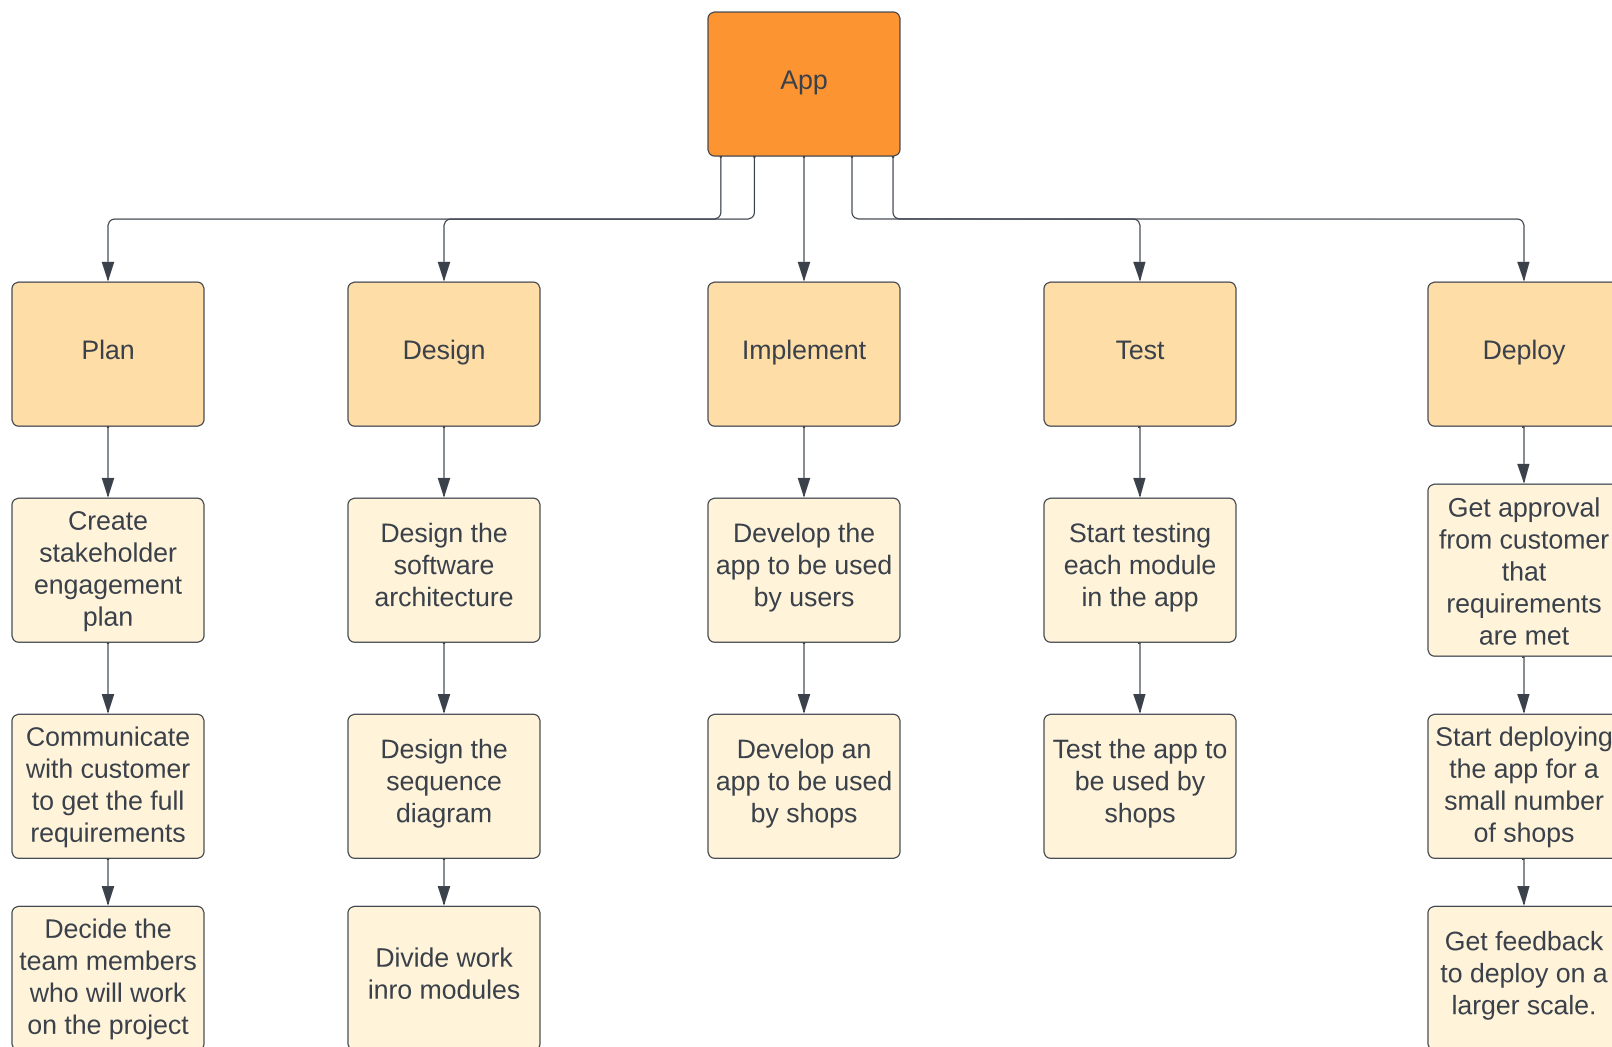 App
Plan
Design
Implement
Test
Deploy
Create
stakeholder
engagement
plan
Design the
software
architecture
Develop the
app to be used
by users
Start testing
each module
in the app
Get approval
from customer
that
requirements
are met
Communicate
with customer
to get the full
requirements
Design the
sequence
diagram
Develop an
app to be used
by shops
Test the app to
be used by
shops
Start deploying
the app for a
small number
of shops
Decide the
team members
who will work
on the project
Divide work
inro modules
Get feedback
to deploy on a
larger scale.